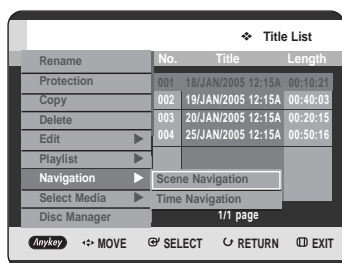 ❖ Title List
Rename
No. Title Length
Protection
001 18/JAN/2005 12:15A 00:10:21
Copy
002 19/JAN/2005 12:15A 00:40:03
Delete
003 20/JAN/2005 12:15A 00:20:15
Edit ▶
004 25/JAN/2005 12:15A 00:50:16
Playlist ▶
Navigation ▶
Scene Navigation
Select Media ▶
Time Navigation
Disc Manager
1/1 page
Anykey MOVE SELECT RETURN EXIT